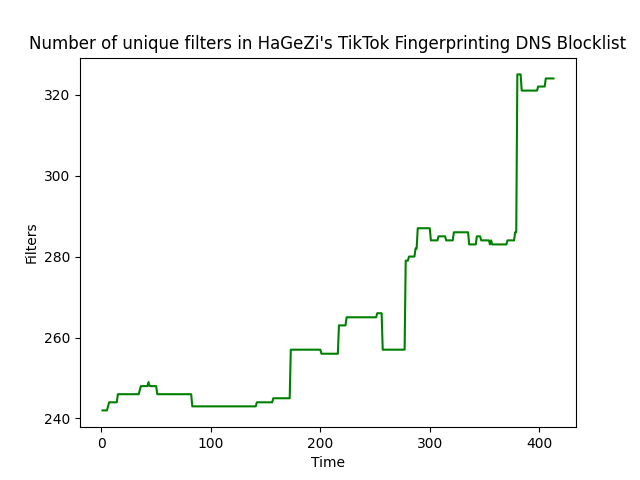 Number of unique filters in HaGeZi's TikTok Fingerprinting DNS Blocklist
Filters
320
300
280
260
240
0 100 200 300 400
Time